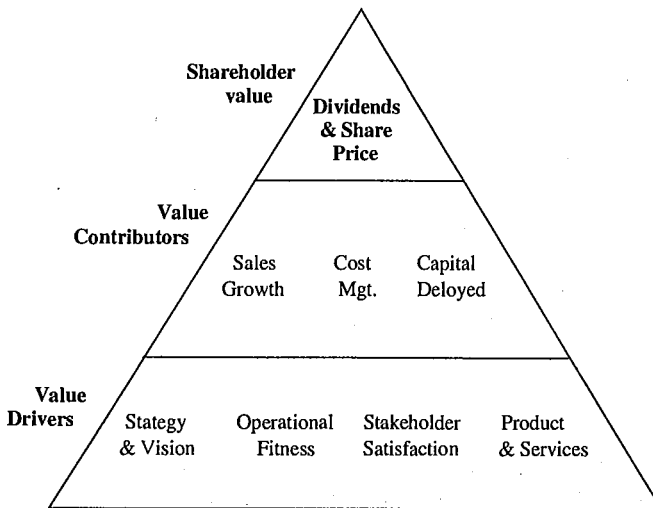 Shareholder
value
Dividends
& Share
Price
Value
Contributors
Sales
Growth
Cost
Mgt.
Capital
Deloyed
Value
Drivers
Stategy
& Vision
Operational
Fitness
Stakeholder
Satisfaction
Product
& Services